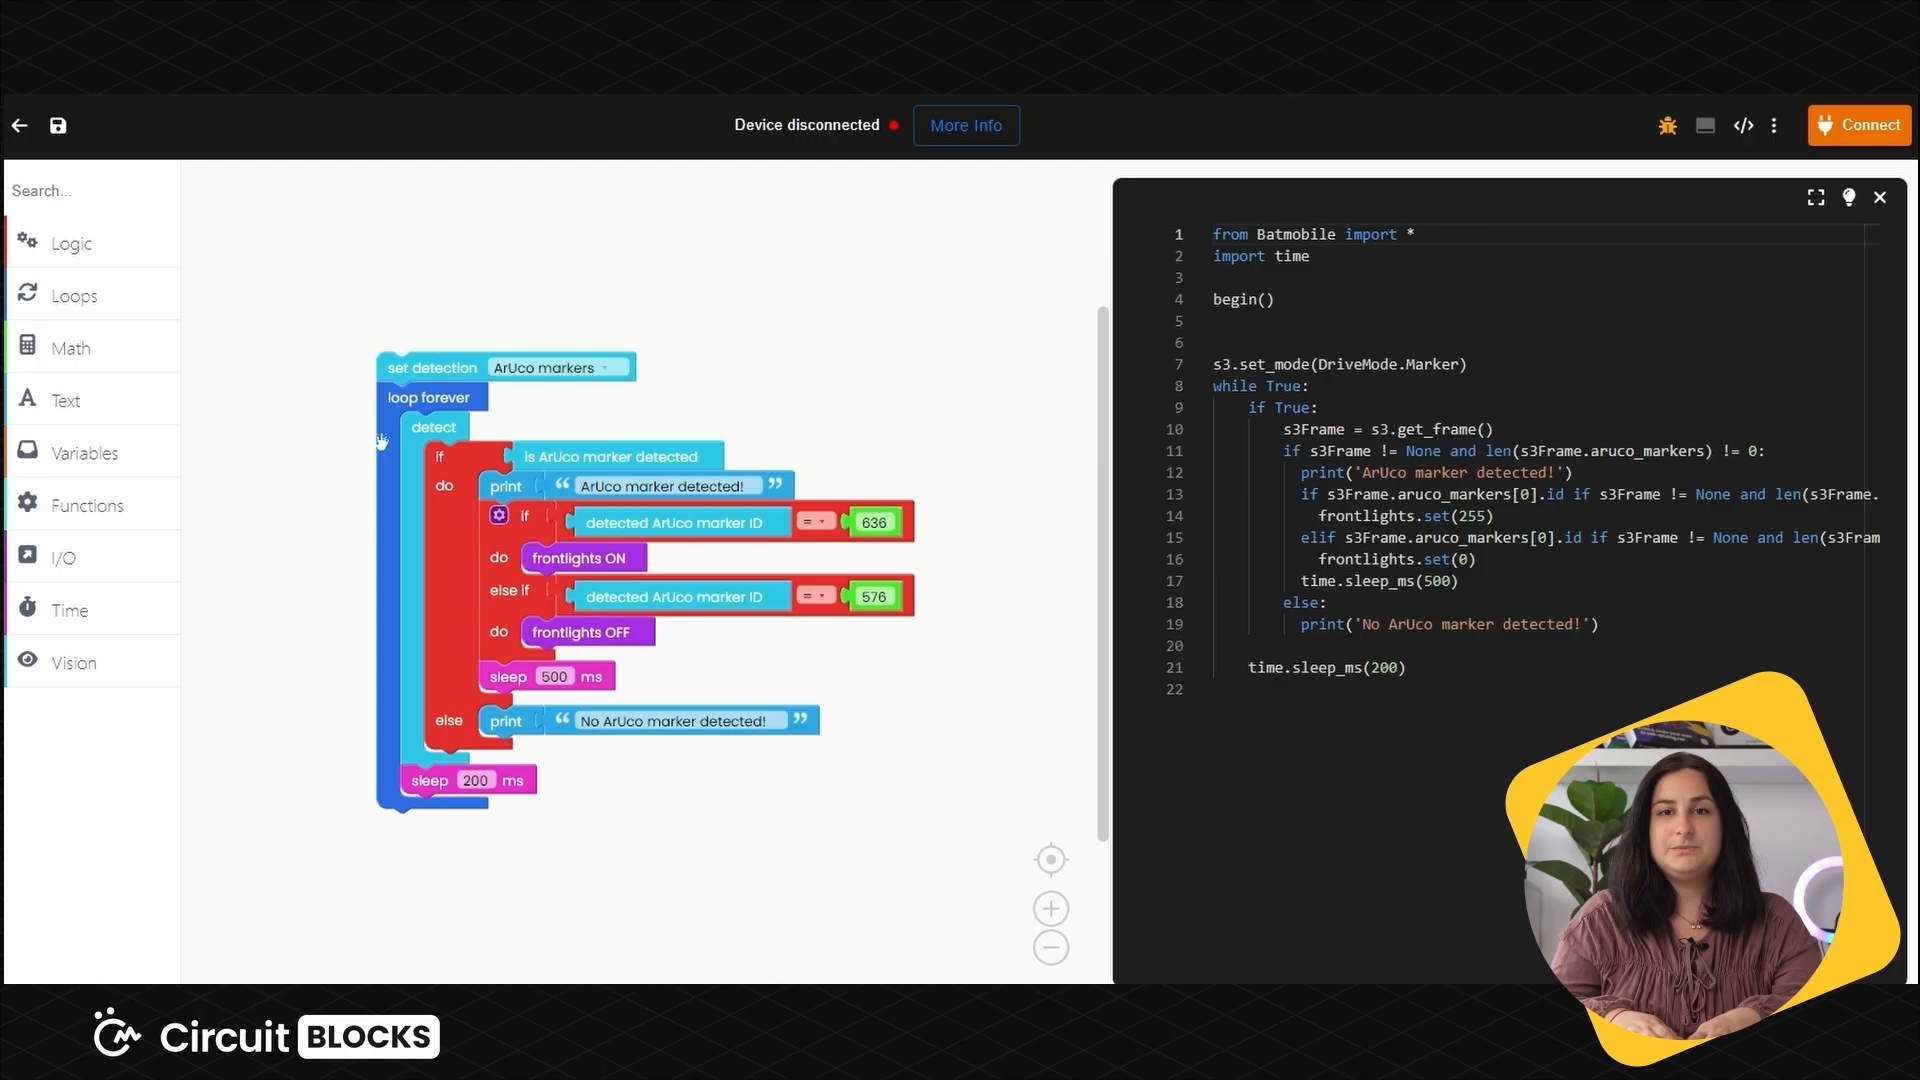 Device disconnected
More Info
</>
Connect
Search...
Logic
Loops
Math
Text
Variables
Functions
I/O
Time
Vision
set detection ArUco markers
loop forever
detect
if is ArUco marker detected
do print “ ArUco marker detected! ”
if detected ArUco marker ID = 636
do frontlights ON
else if detected ArUco marker ID = 576
do frontlights OFF
sleep 500 ms
else print “ No ArUco marker detected! ”
sleep 200 ms
1 from Batmobile import *
2 import time
3
4 begin()
5
6
7 s3.set_mode(DriveMode.Marker)
8 while True:
9 if True:
10 s3Frame = s3.get_frame()
11 if s3Frame != None and len(s3Frame.aruco_markers) != 0:
12 print('ArUco marker detected!')
13 if s3Frame.aruco_markers[0].id if s3Frame != None and len(s3Frame.
14 frontlights.set(255)
15 elif s3Frame.aruco_markers[0].id if s3Frame != None and len(s3Fram
16 frontlights.set(0)
17 time.sleep_ms(500)
18 else:
19 print('No ArUco marker detected!')
20
21 time.sleep_ms(200)
22
Circuit BLOCKS